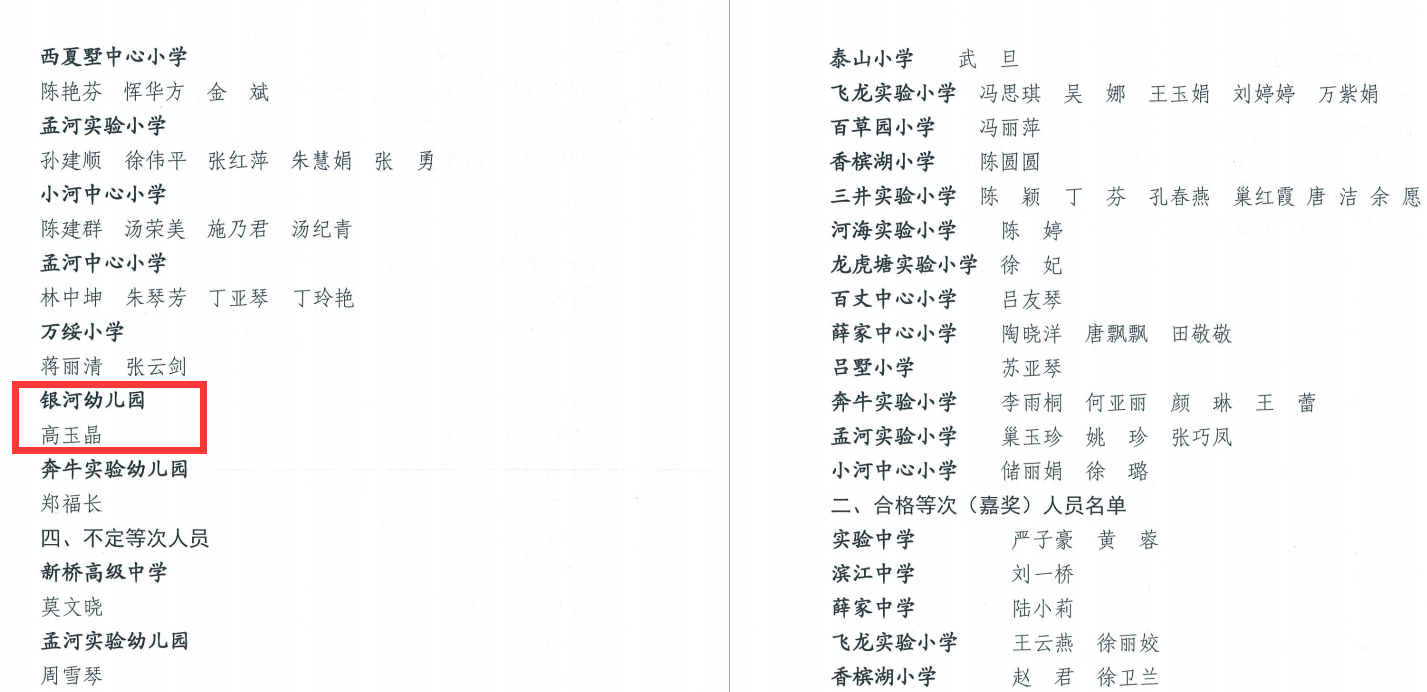 西夏墅中心小学
陈艳芬 恽华方 金 斌
孟河实验小学
孙建顺 徐伟平 张红萍 朱慧娟 张 勇
小河中心小学
陈建群 汤荣美 施乃君 汤纪青
孟河中心小学
林中坤 朱琴芳 丁亚琴 丁玲艳
万绥小学
蒋丽清 张云剑
银河幼儿园
高玉晶
奔牛实验幼儿园
郑福长
四、不定等次人员
新桥高级中学
莫文晓
孟河实验幼儿园
周雪琴
泰山小学 武 旦
飞龙实验小学 冯思琪 吴 娜 王玉娟 刘婷婷 万紫娟
百草园小学 冯丽萍
香槟湖小学 陈圆圆
三井实验小学 陈 颖 丁 芬 孔春燕 巢红霞 唐 洁 余 愿
河海实验小学 陈 婷
龙虎塘实验小学 徐 妃
百丈中心小学 吕友琴
薛家中心小学 陶晓洋 唐飘飘 田敬敬
吕墅小学 苏亚琴
奔牛实验小学 李雨桐 何亚丽 颜 琳 王 蕾
孟河实验小学 巢玉珍 姚 珍 张巧凤
小河中心小学 储丽娟 徐 璐
二、合格等次（嘉奖）人员名单
实验中学 严子豪 黄 蓉
滨江中学 刘一桥
薛家中学 陆小莉
飞龙实验小学 王云燕 徐丽姣
香槟湖小学 赵 君 徐卫兰